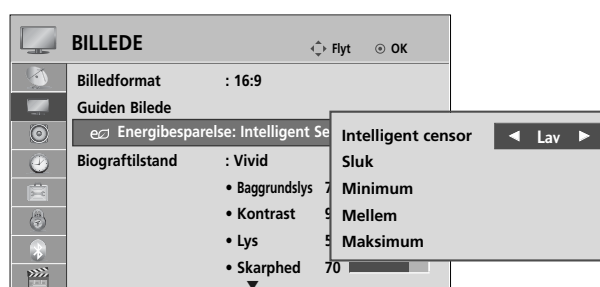 BILLEDE Flyt OK
Billedformat : 16:9
Guiden Bilede
Energibesparelse: Intelligent Se
Biograftilstand : Vivid
• Baggrundslys 7
• Kontrast 9
• Lys 5
• Skarphed 70
Intelligent censor ◄ Lav ►
Sluk
Minimum
Mellem
Maksimum